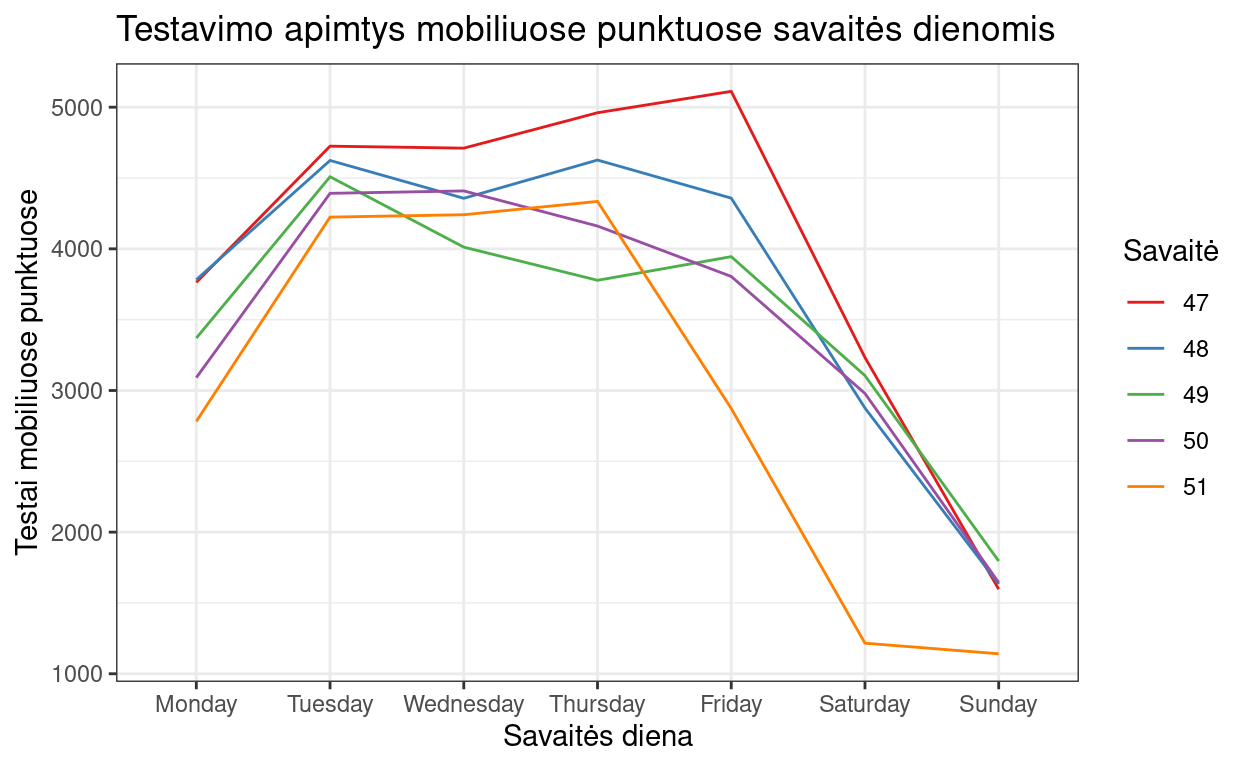 Testavimo apimtys mobiliuose punktuose savaitės dienomis
Testai mobiliuose punktuose
5000
4000
3000
2000
1000
Monday Tuesday Wednesday Thursday Friday Saturday Sunday
Savaitės diena
Savaitė
47
48
49
50
51